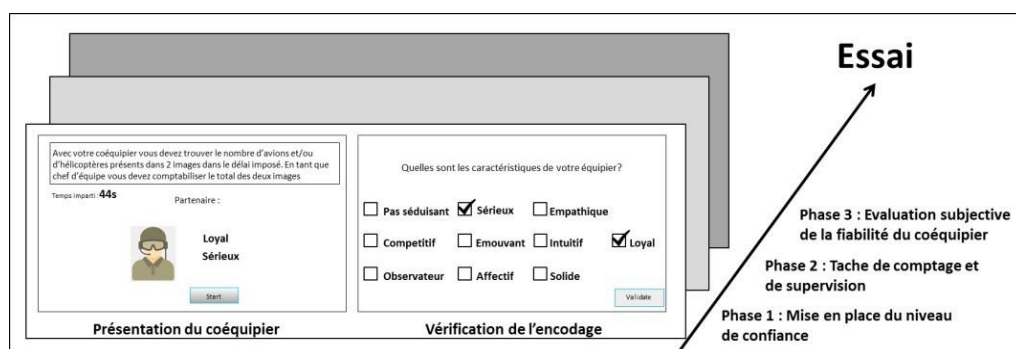 Essai
Avec votre coéquipier vous devez trouver le nombre d'avions et/ou
d'hélicoptères présents dans 2 images dans le délai imposé. En tant que
chef d'équipe vous devez comptabiliser le total des deux images
Temps imparti : 44s
Partenaire :
Loyal
Sérieux
Start
Présentation du coéquipier
Quelles sont les caractéristiques de votre équipier?
Pas séduisant Sérieux Empathique
Competitif Emouvant Intuitif Loyal
Observateur Affectif Solide
Validate
Vérification de l'encodage
Phase 3 : Evaluation subjective
de la fiabilité du coéquipier
Phase 2 : Tache de comptage et
de supervision
Phase 1 : Mise en place du niveau
de confiance